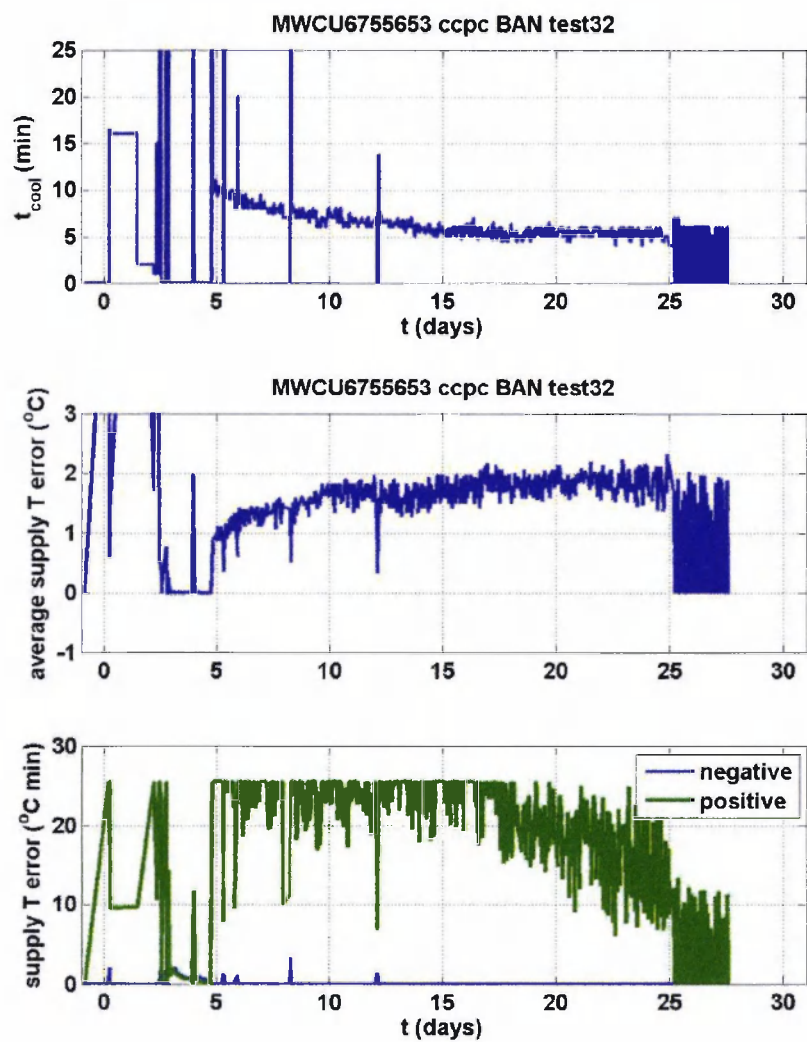 MWCU6755653 ccpc BAN test32
25
20
15
10
5
0
t_cool (min)
0 5 10 15 20 25 30
t (days)
MWCU6755653 ccpc BAN test32
3
2
1
0
-1
average supply T error (°C)
0 5 10 15 20 25 30
30
20
10
0
supply T error (°C min)
negative
positive
0 5 10 15 20 25 30
t (days)